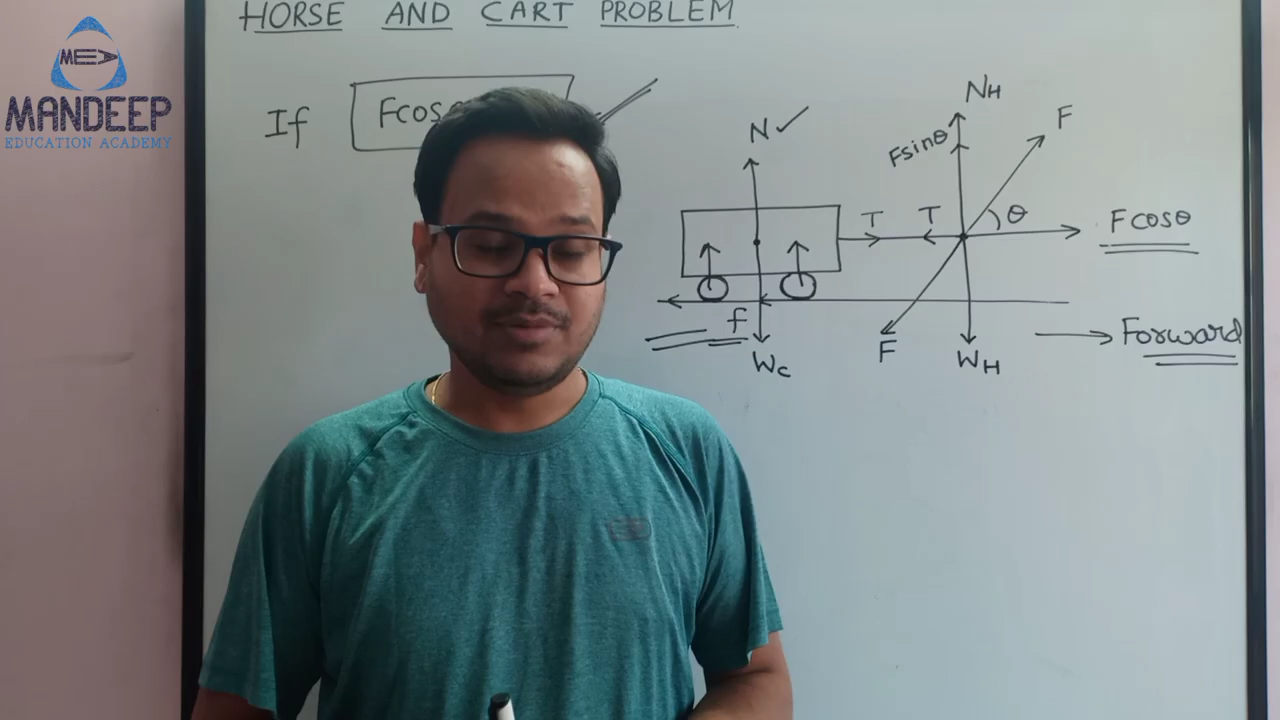 HORSE AND CART PROBLEM
MANDEEP
EDUCATION ACADEMY
If
N
NH
F
Fsinθ
T
T
θ
Fcosθ
f
Wc
F
WH
Forward